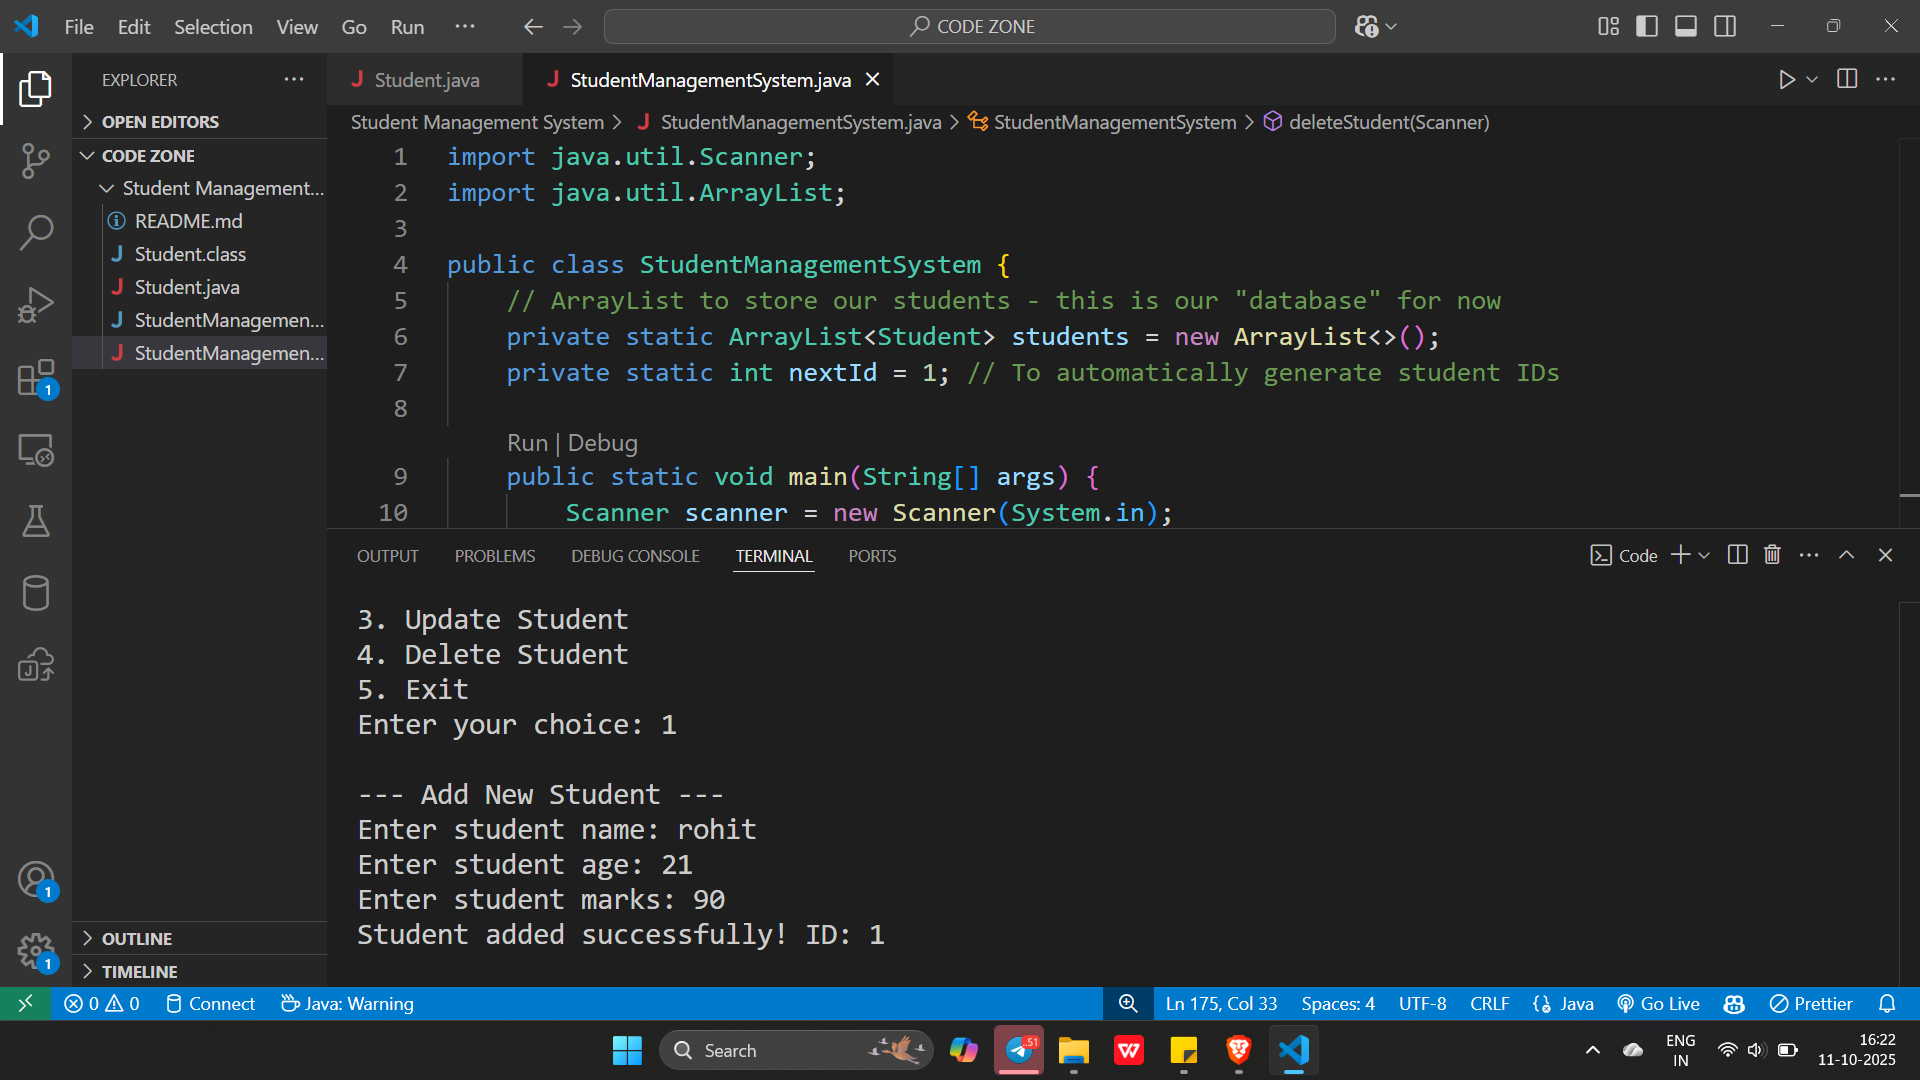 File Edit Selection View Go Run ···
CODE ZONE
EXPLORER ···
OPEN EDITORS
CODE ZONE
Student Management...
README.md
Student.class
Student.java
StudentManagemen...
StudentManagemen...
OUTLINE
TIMELINE
Student.java StudentManagementSystem.java
Student Management System > StudentManagementSystem.java > StudentManagementSystem > deleteStudent(Scanner)
1 import java.util.Scanner;
2 import java.util.ArrayList;
3
4 public class StudentManagementSystem {
5 // ArrayList to store our students - this is our "database" for now
6 private static ArrayList<Student> students = new ArrayList<>();
7 private static int nextId = 1; // To automatically generate student IDs
8
Run | Debug
9 public static void main(String[] args) {
10 Scanner scanner = new Scanner(System.in);
OUTPUT PROBLEMS DEBUG CONSOLE TERMINAL PORTS
Code
3. Update Student
4. Delete Student
5. Exit
Enter your choice: 1
--- Add New Student ---
Enter student name: rohit
Enter student age: 21
Enter student marks: 90
Student added successfully! ID: 1
1
1
1
0 0 Connect Java: Warning
Ln 175, Col 33 Spaces: 4 UTF-8 CRLF Java Go Live Prettier
Search
..51
W
ENG
IN
16:22
11-10-2025